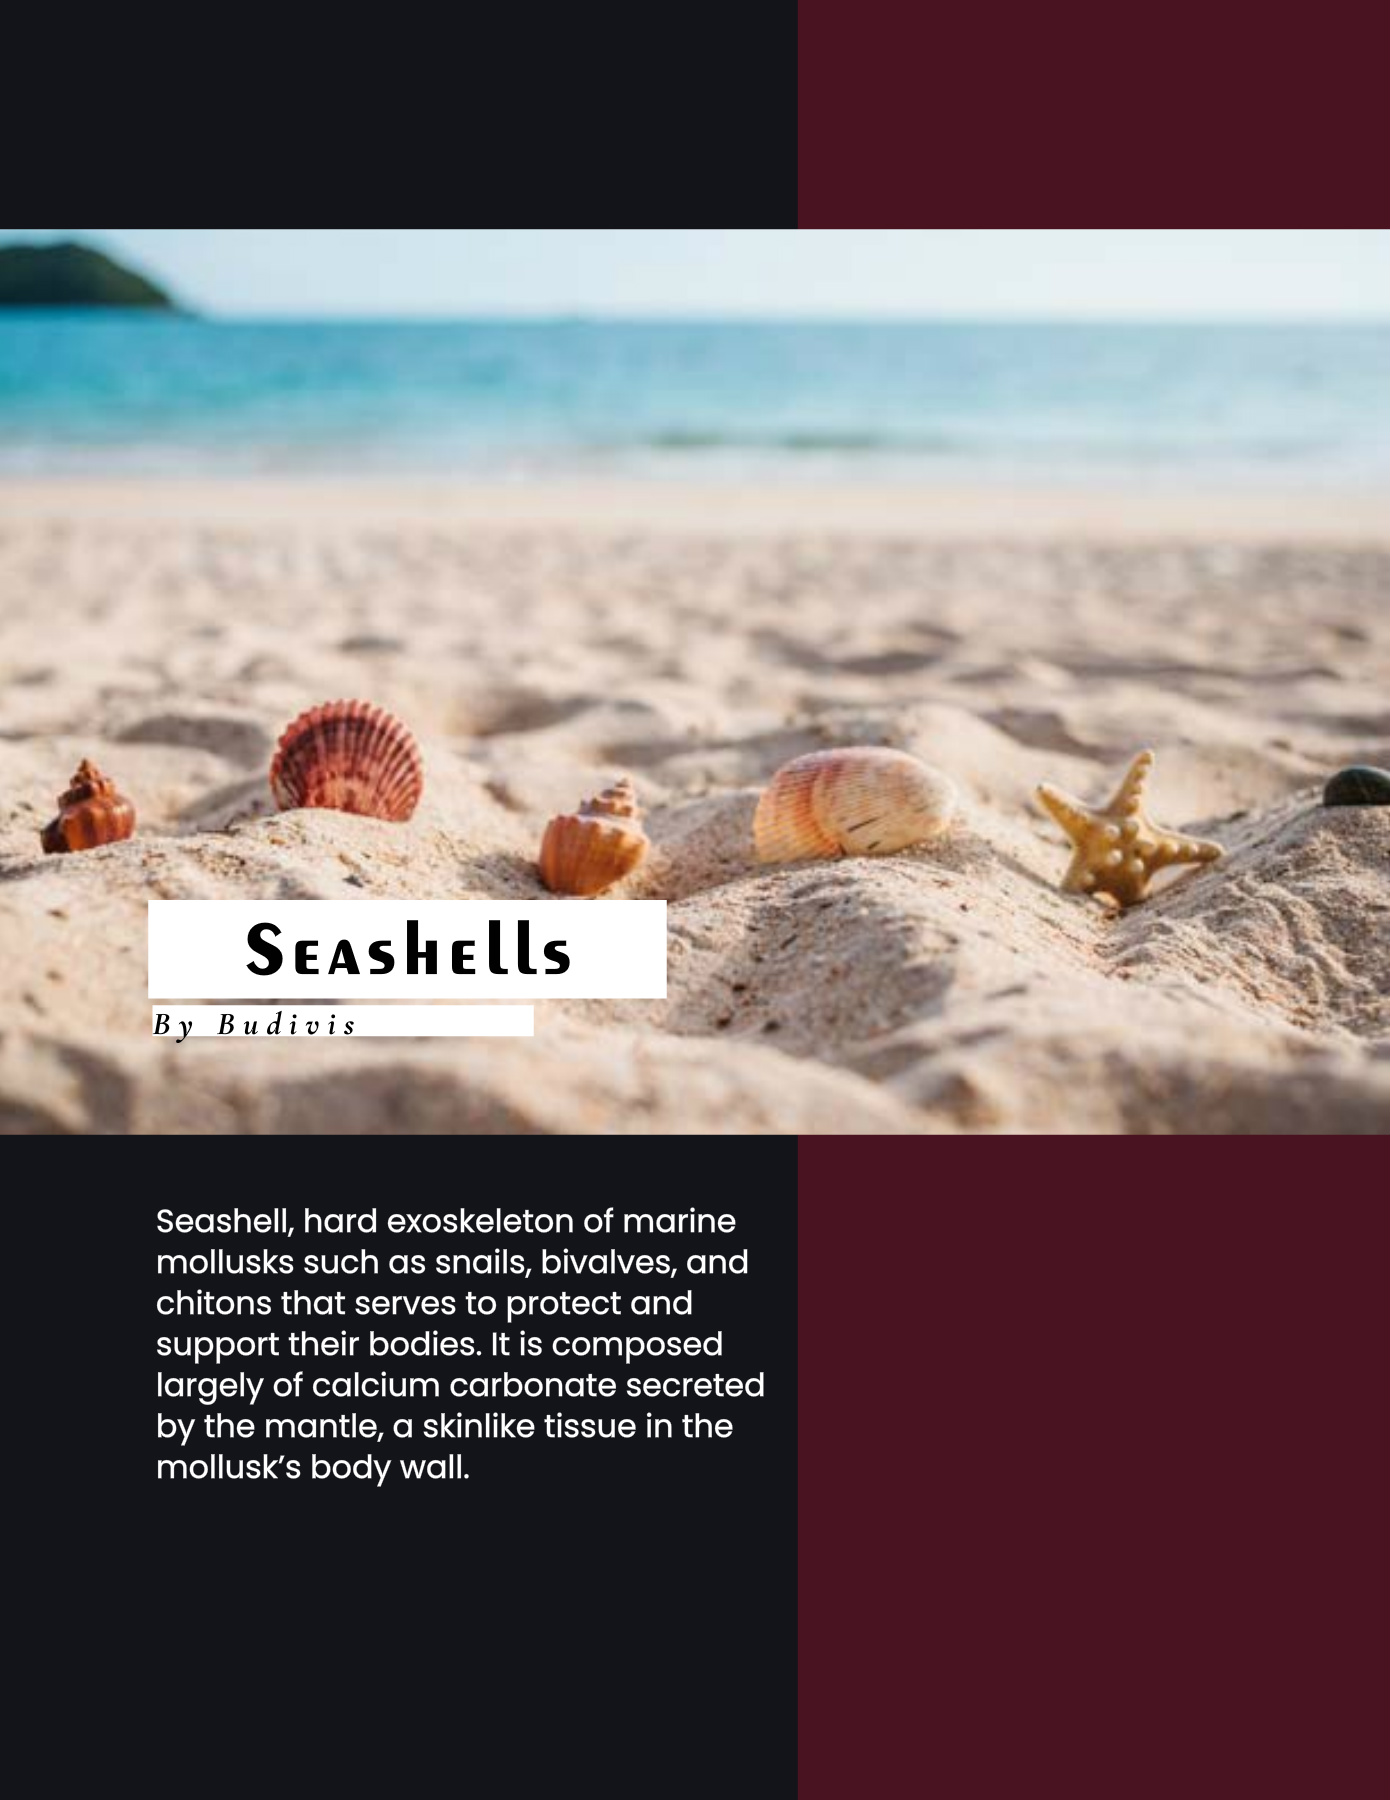 Seashells
By Budivis
Seashell, hard exoskeleton of marine
mollusks such as snails, bivalves, and
chitons that serves to protect and
support their bodies. It is composed
largely of calcium carbonate secreted
by the mantle, a skinlike tissue in the
mollusk’s body wall.